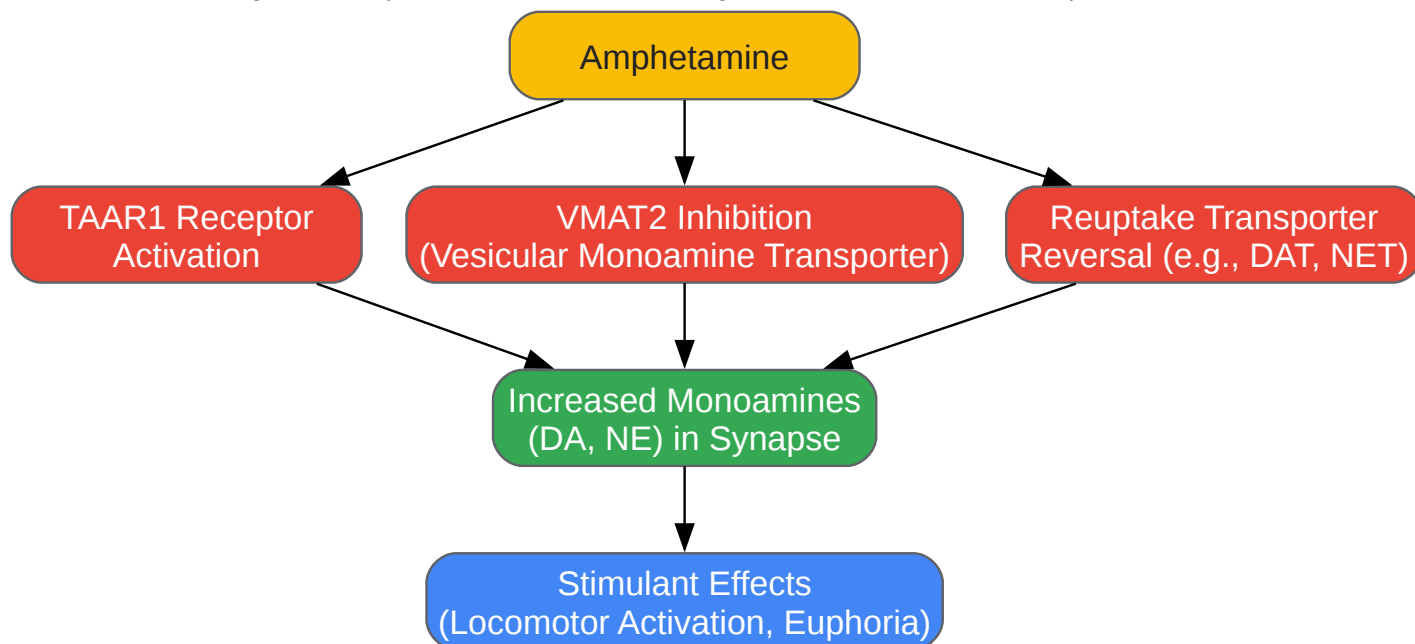 Amphetamine
TAAR1 Receptor
Activation
VMAT2 Inhibition
(Vesicular Monoamine Transporter)
Reuptake Transporter
Reversal (e.g., DAT, NET)
Increased Monoamines
(DA, NE) in Synapse
Stimulant Effects
(Locomotor Activation, Euphoria)